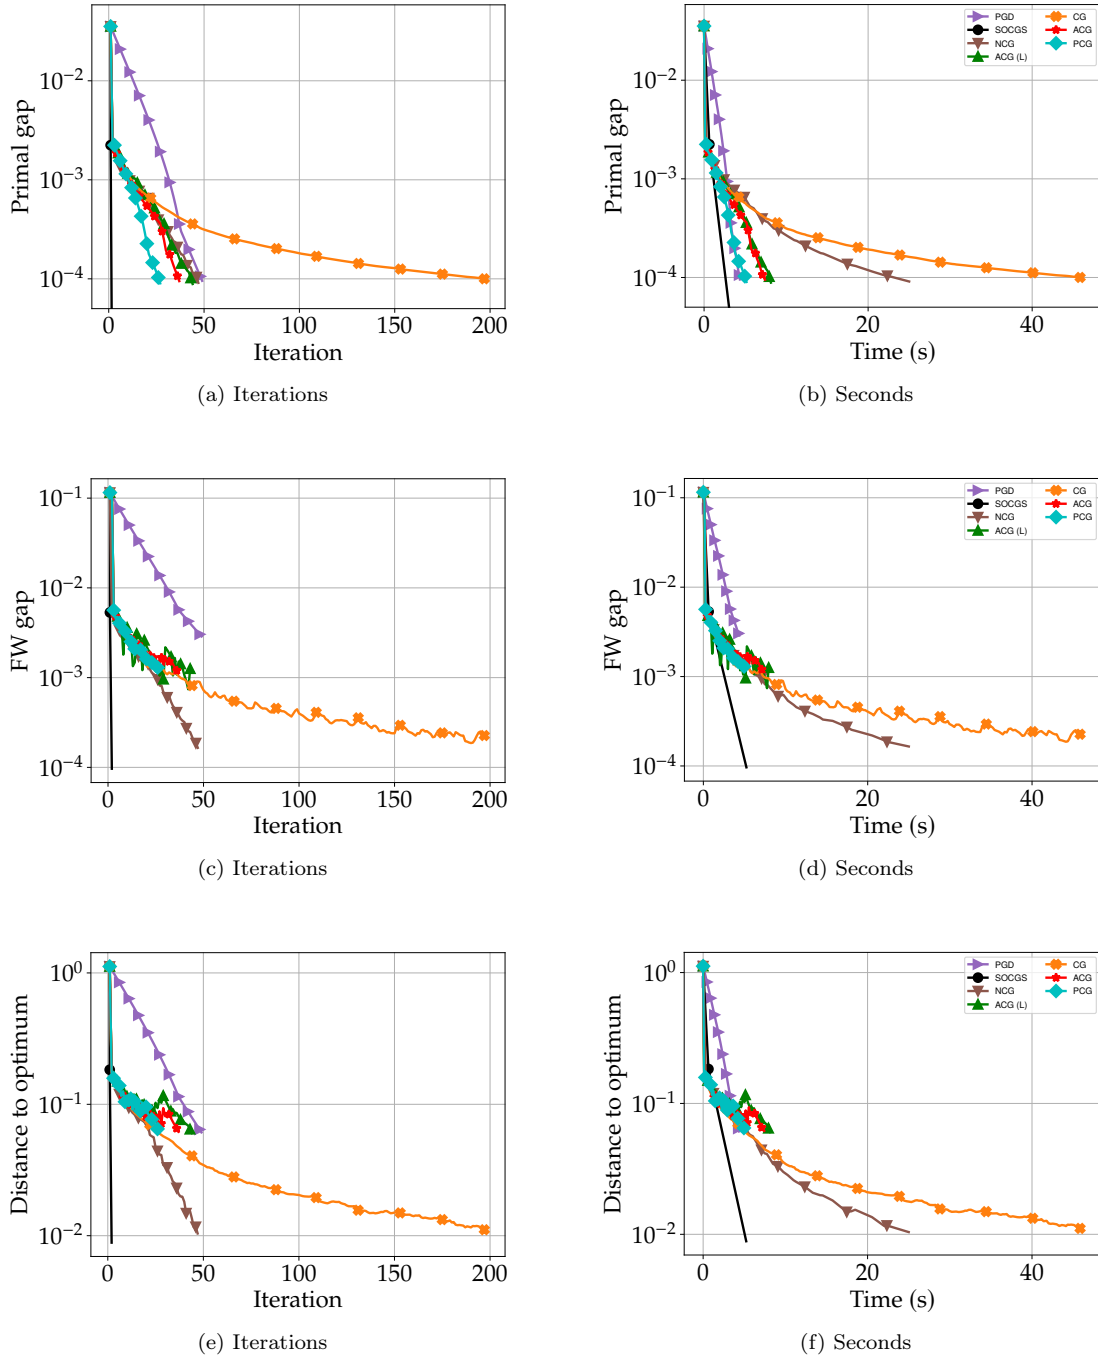 10⁻²
10⁻³
10⁻⁴
Primal gap
0 50 100 150 200
Iteration
(a) Iterations
10⁻²
10⁻³
10⁻⁴
Primal gap
PGD CG
SOCGS ACG
NCG PCG
ACG (L)
0 20 40
Time (s)
(b) Seconds
10⁻¹
10⁻²
10⁻³
10⁻⁴
FW gap
0 50 100 150 200
Iteration
(c) Iterations
10⁻¹
10⁻²
10⁻³
10⁻⁴
FW gap
PGD CG
SOCGS ACG
NCG PCG
ACG (L)
0 20 40
Time (s)
(d) Seconds
10⁰
10⁻¹
10⁻²
Distance to optimum
0 50 100 150 200
Iteration
(e) Iterations
10⁰
10⁻¹
10⁻²
Distance to optimum
PGD CG
SOCGS ACG
NCG PCG
ACG (L)
0 20 40
Time (s)
(f) Seconds